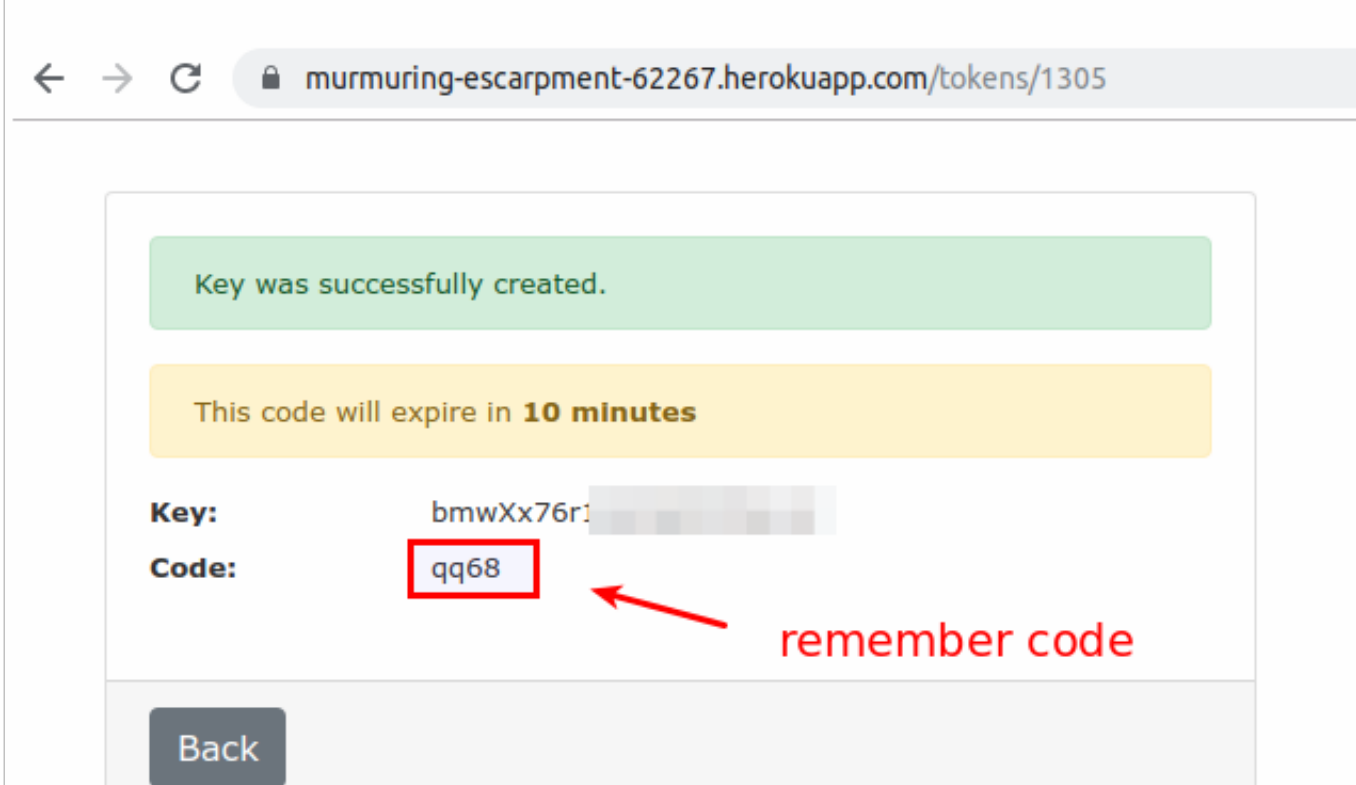 murmuring-escarpment-62267.herokuapp.com/tokens/1305
Key was successfully created.
This code will expire in 10 minutes
Key:
Code: qq68
remember code
Back